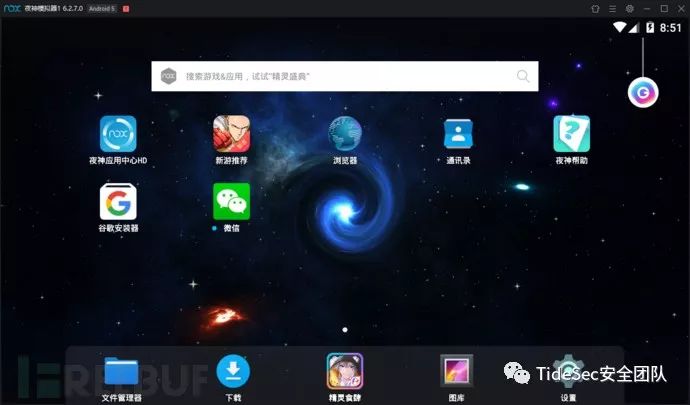 nox 夜神模拟器1 6.2.7.0 Android 5
8:51
nox 搜索游戏&应用，试试"精灵盛典"
G
nox
夜神应用中心HD 新游推荐 浏览器 通讯录 夜神帮助
G
谷歌安装器 微信
REEBUF TideSec安全团队
文件管理器 下载 精灵食肆 图库 设置